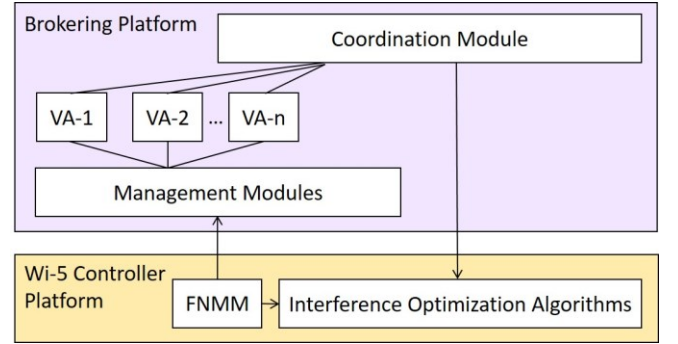 Brokering Platform
Coordination Module
VA-1
VA-2
...
VA-n
Management Modules
Wi-5 Controller
Platform
FNMM
Interference Optimization Algorithms